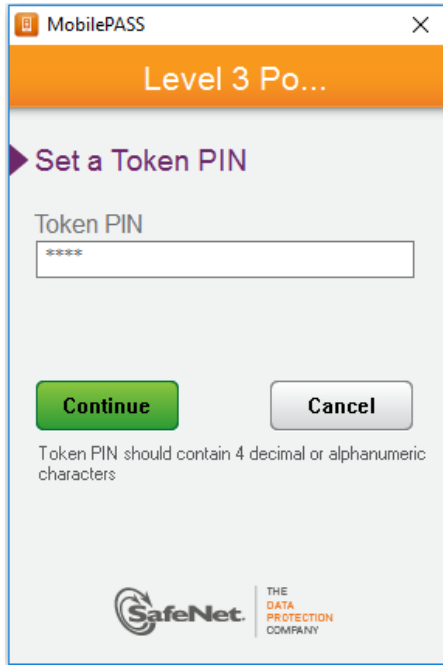 MobilePASS
Level 3 Po...
Set a Token PIN
Token PIN
****
Continue
Cancel
Token PIN should contain 4 decimal or alphanumeric
characters
SafeNet.
THE
DATA
PROTECTION
COMPANY